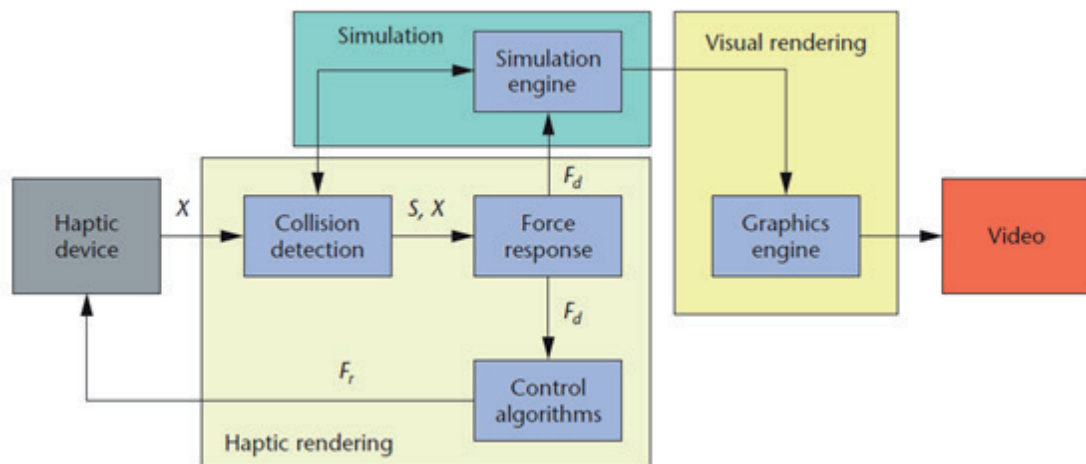 Simulation
Simulation
engine
Visual rendering
F_d
Haptic
device
X
Collision
detection
S, X
Force
response
Graphics
engine
Video
F_d
F_r
Control
algorithms
Haptic rendering